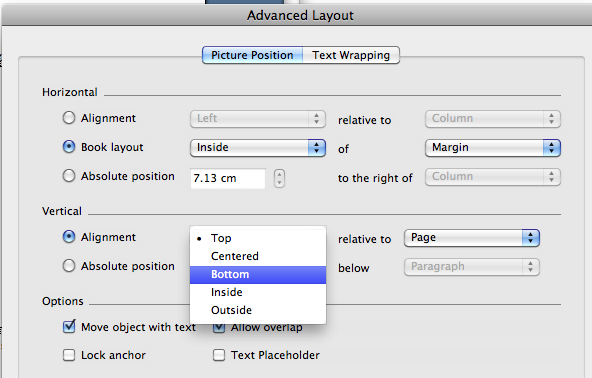 Advanced Layout
Picture Position Text Wrapping
Horizontal
Alignment Left relative to Column
Book layout Inside of Margin
Absolute position 7.13 cm to the right of Column
Vertical
Alignment • Top relative to Page
Centered
Absolute position Bottom below Paragraph
Inside
Options Outside
Move object with text Allow overlap
Lock anchor Text Placeholder